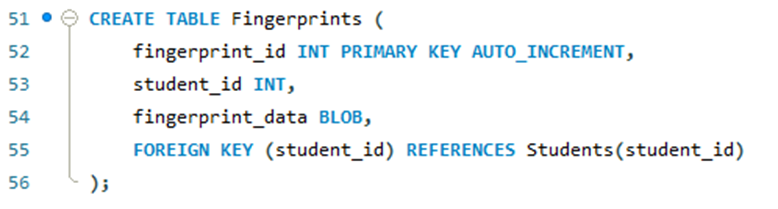 51 CREATE TABLE Fingerprints (
52 fingerprint_id INT PRIMARY KEY AUTO_INCREMENT,
53 student_id INT,
54 fingerprint_data BLOB,
55 FOREIGN KEY (student_id) REFERENCES Students(student_id)
56 );